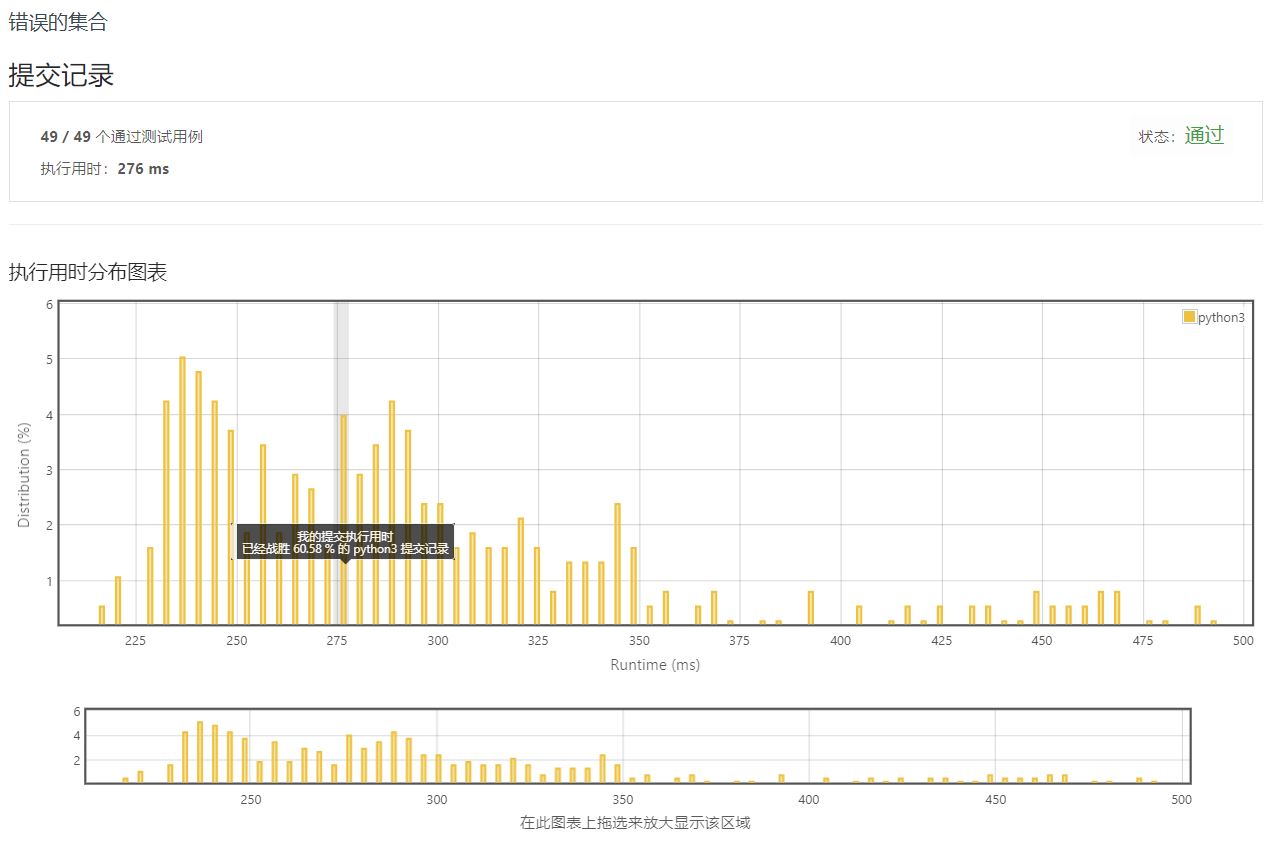 错误的集合
提交记录
49 / 49 个通过测试用例
状态：通过
执行用时：276 ms
执行用时分布图表
6
python3
5
4
3
2
1
Distribution (%)
我的提交执行用时
已经战胜 60.58 % 的 python3 提交记录
225 250 275 300 325 350 375 400 425 450 475 500
Runtime (ms)
6
4
2
250 300 350 400 450 500
在此图表上拖选来放大显示该区域